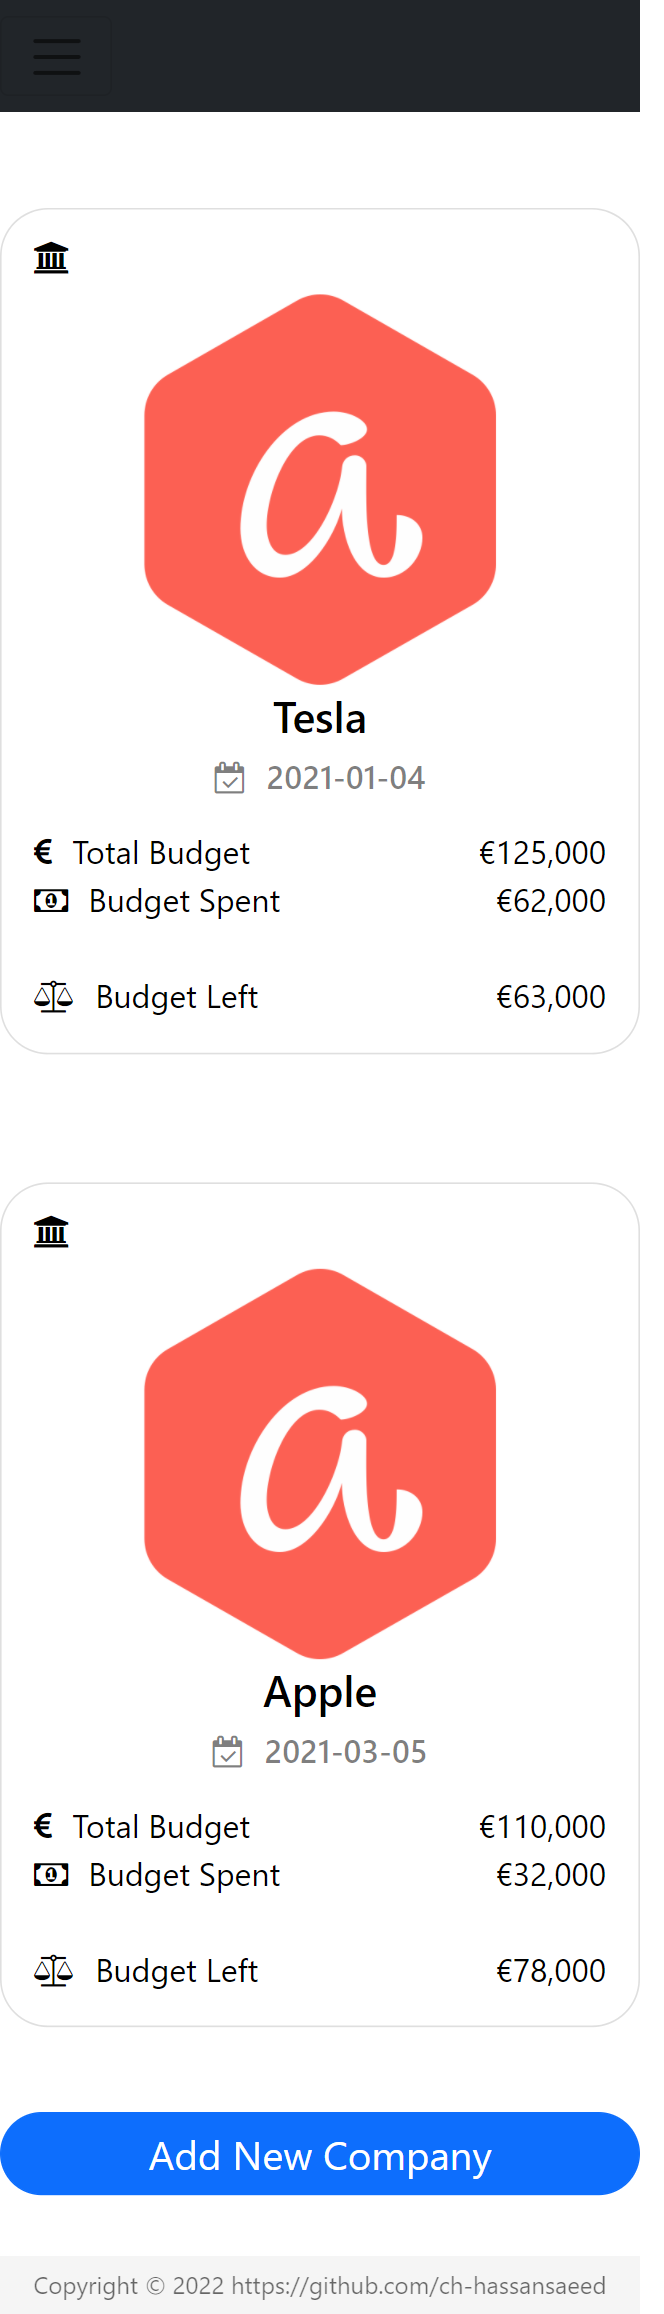 a
Tesla
2021-01-04
€ Total Budget €125,000
Budget Spent €62,000
Budget Left €63,000
a
Apple
2021-03-05
€ Total Budget €110,000
Budget Spent €32,000
Budget Left €78,000
Add New Company
Copyright © 2022 https://github.com/ch-hassansaeed